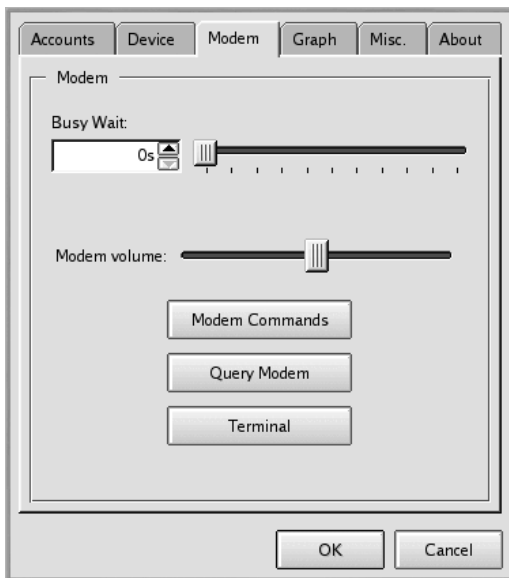 Accounts Device Modem Graph Misc. About
Modem
Busy Wait:
0s
Modem volume:
Modem Commands
Query Modem
Terminal
OK Cancel